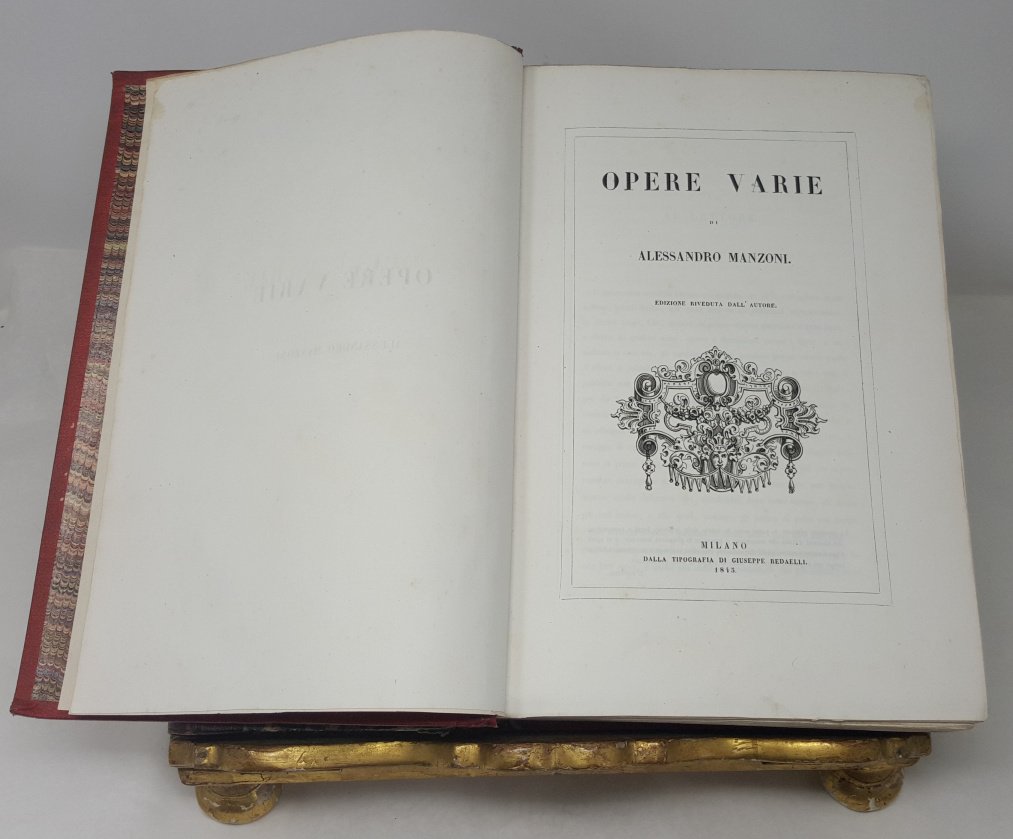 OPERE VARIE
DI
ALESSANDRO MANZONI.
EDIZIONE RIVEDUTA DALL' AUTORE.
MILANO
DALLA TIPOGRAFIA DI GIUSEPPE REDAELLI.
1845.